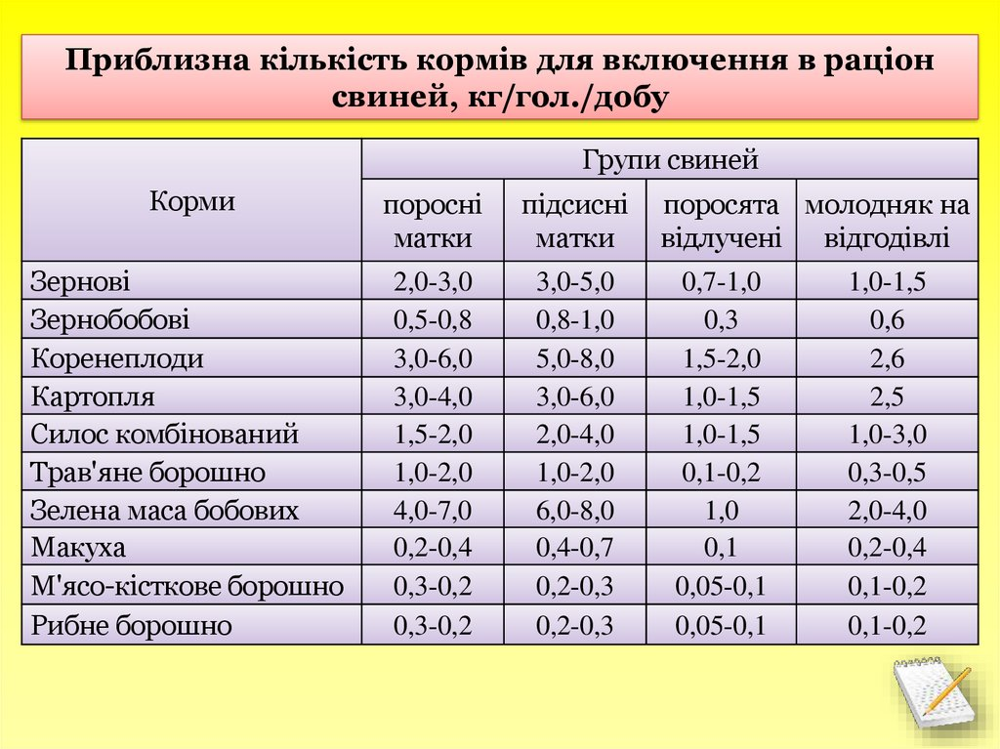 Приблизна кількість кормів для включення в раціон
свиней, кг/гол./добу
Корми
Групи свиней
поросні матки
підсисні матки
поросята відлучені
молодняк на відгодівлі
Зернові 2,0-3,0 3,0-5,0 0,7-1,0 1,0-1,5
Зернобобові 0,5-0,8 0,8-1,0 0,3 0,6
Коренеплоди 3,0-6,0 5,0-8,0 1,5-2,0 2,6
Картопля 3,0-4,0 3,0-6,0 1,0-1,5 2,5
Силос комбінований 1,5-2,0 2,0-4,0 1,0-1,5 1,0-3,0
Трав'яне борошно 1,0-2,0 1,0-2,0 0,1-0,2 0,3-0,5
Зелена маса бобових 4,0-7,0 6,0-8,0 1,0 2,0-4,0
Макуха 0,2-0,4 0,4-0,7 0,1 0,2-0,4
М'ясо-кісткове борошно 0,3-0,2 0,2-0,3 0,05-0,1 0,1-0,2
Рибне борошно 0,3-0,2 0,2-0,3 0,05-0,1 0,1-0,2